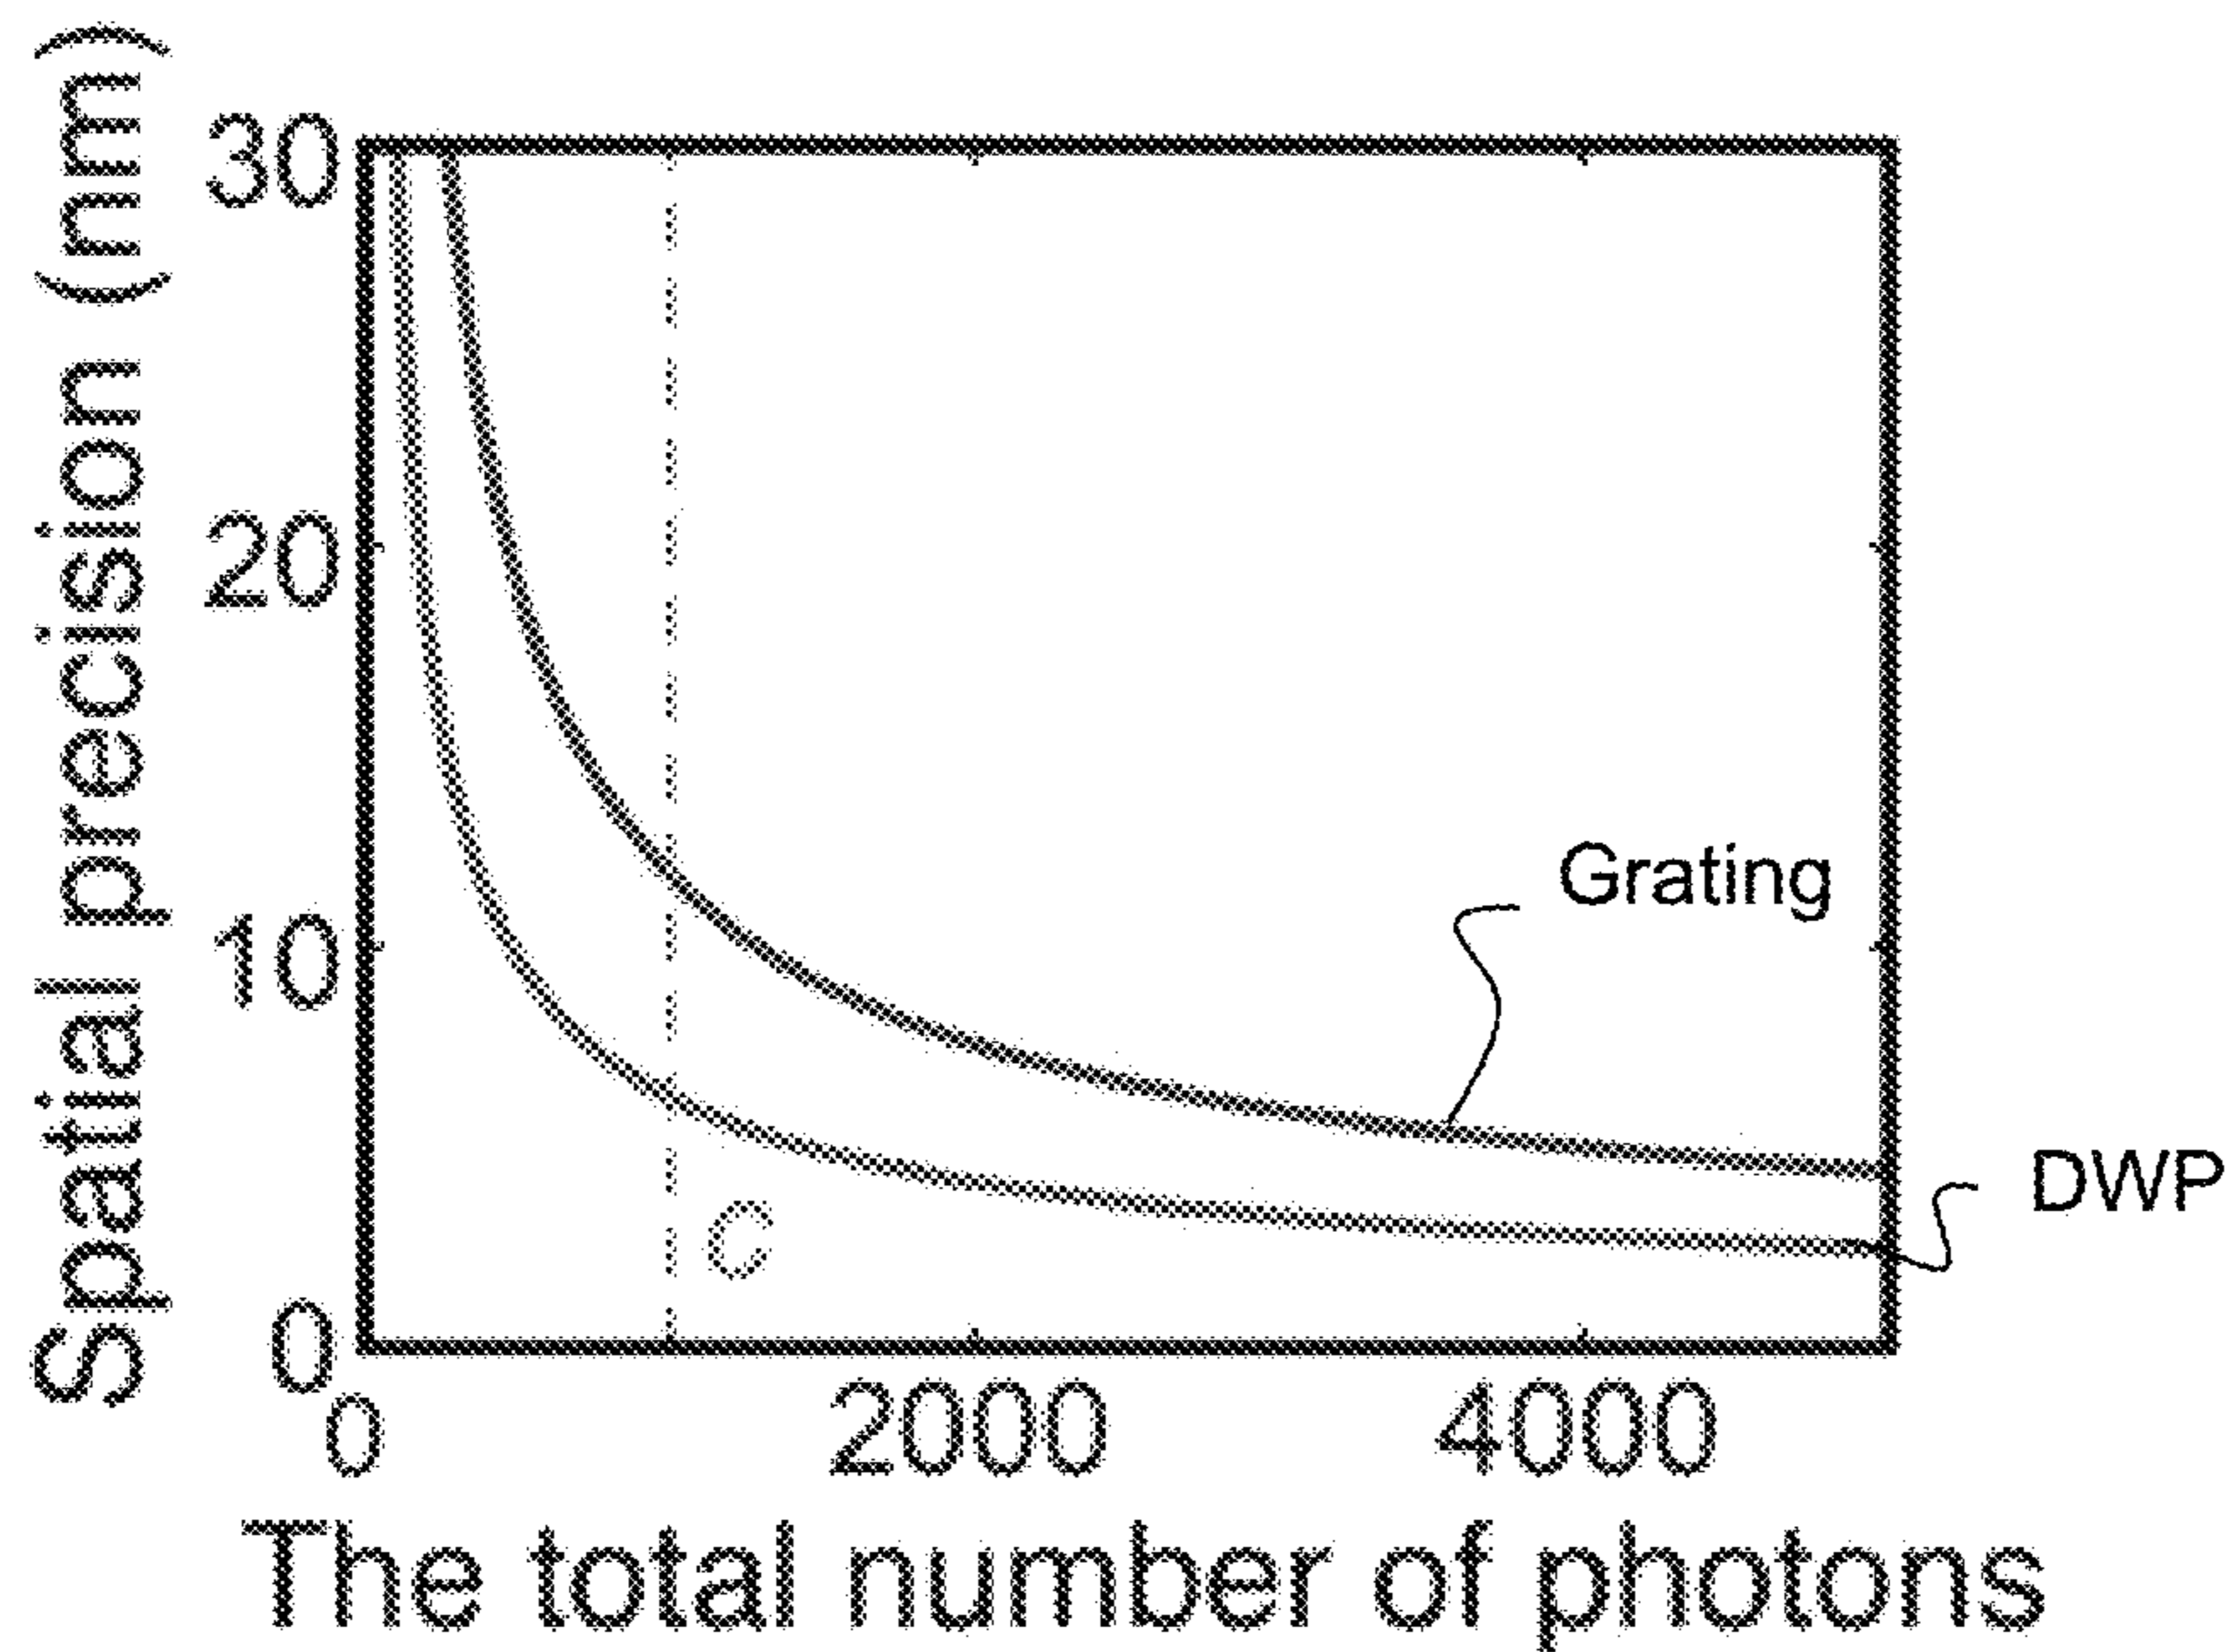 Spatial precision (nm)
30
20
10
0
Grating
DWP
C
0
2000
4000
The total number of photons